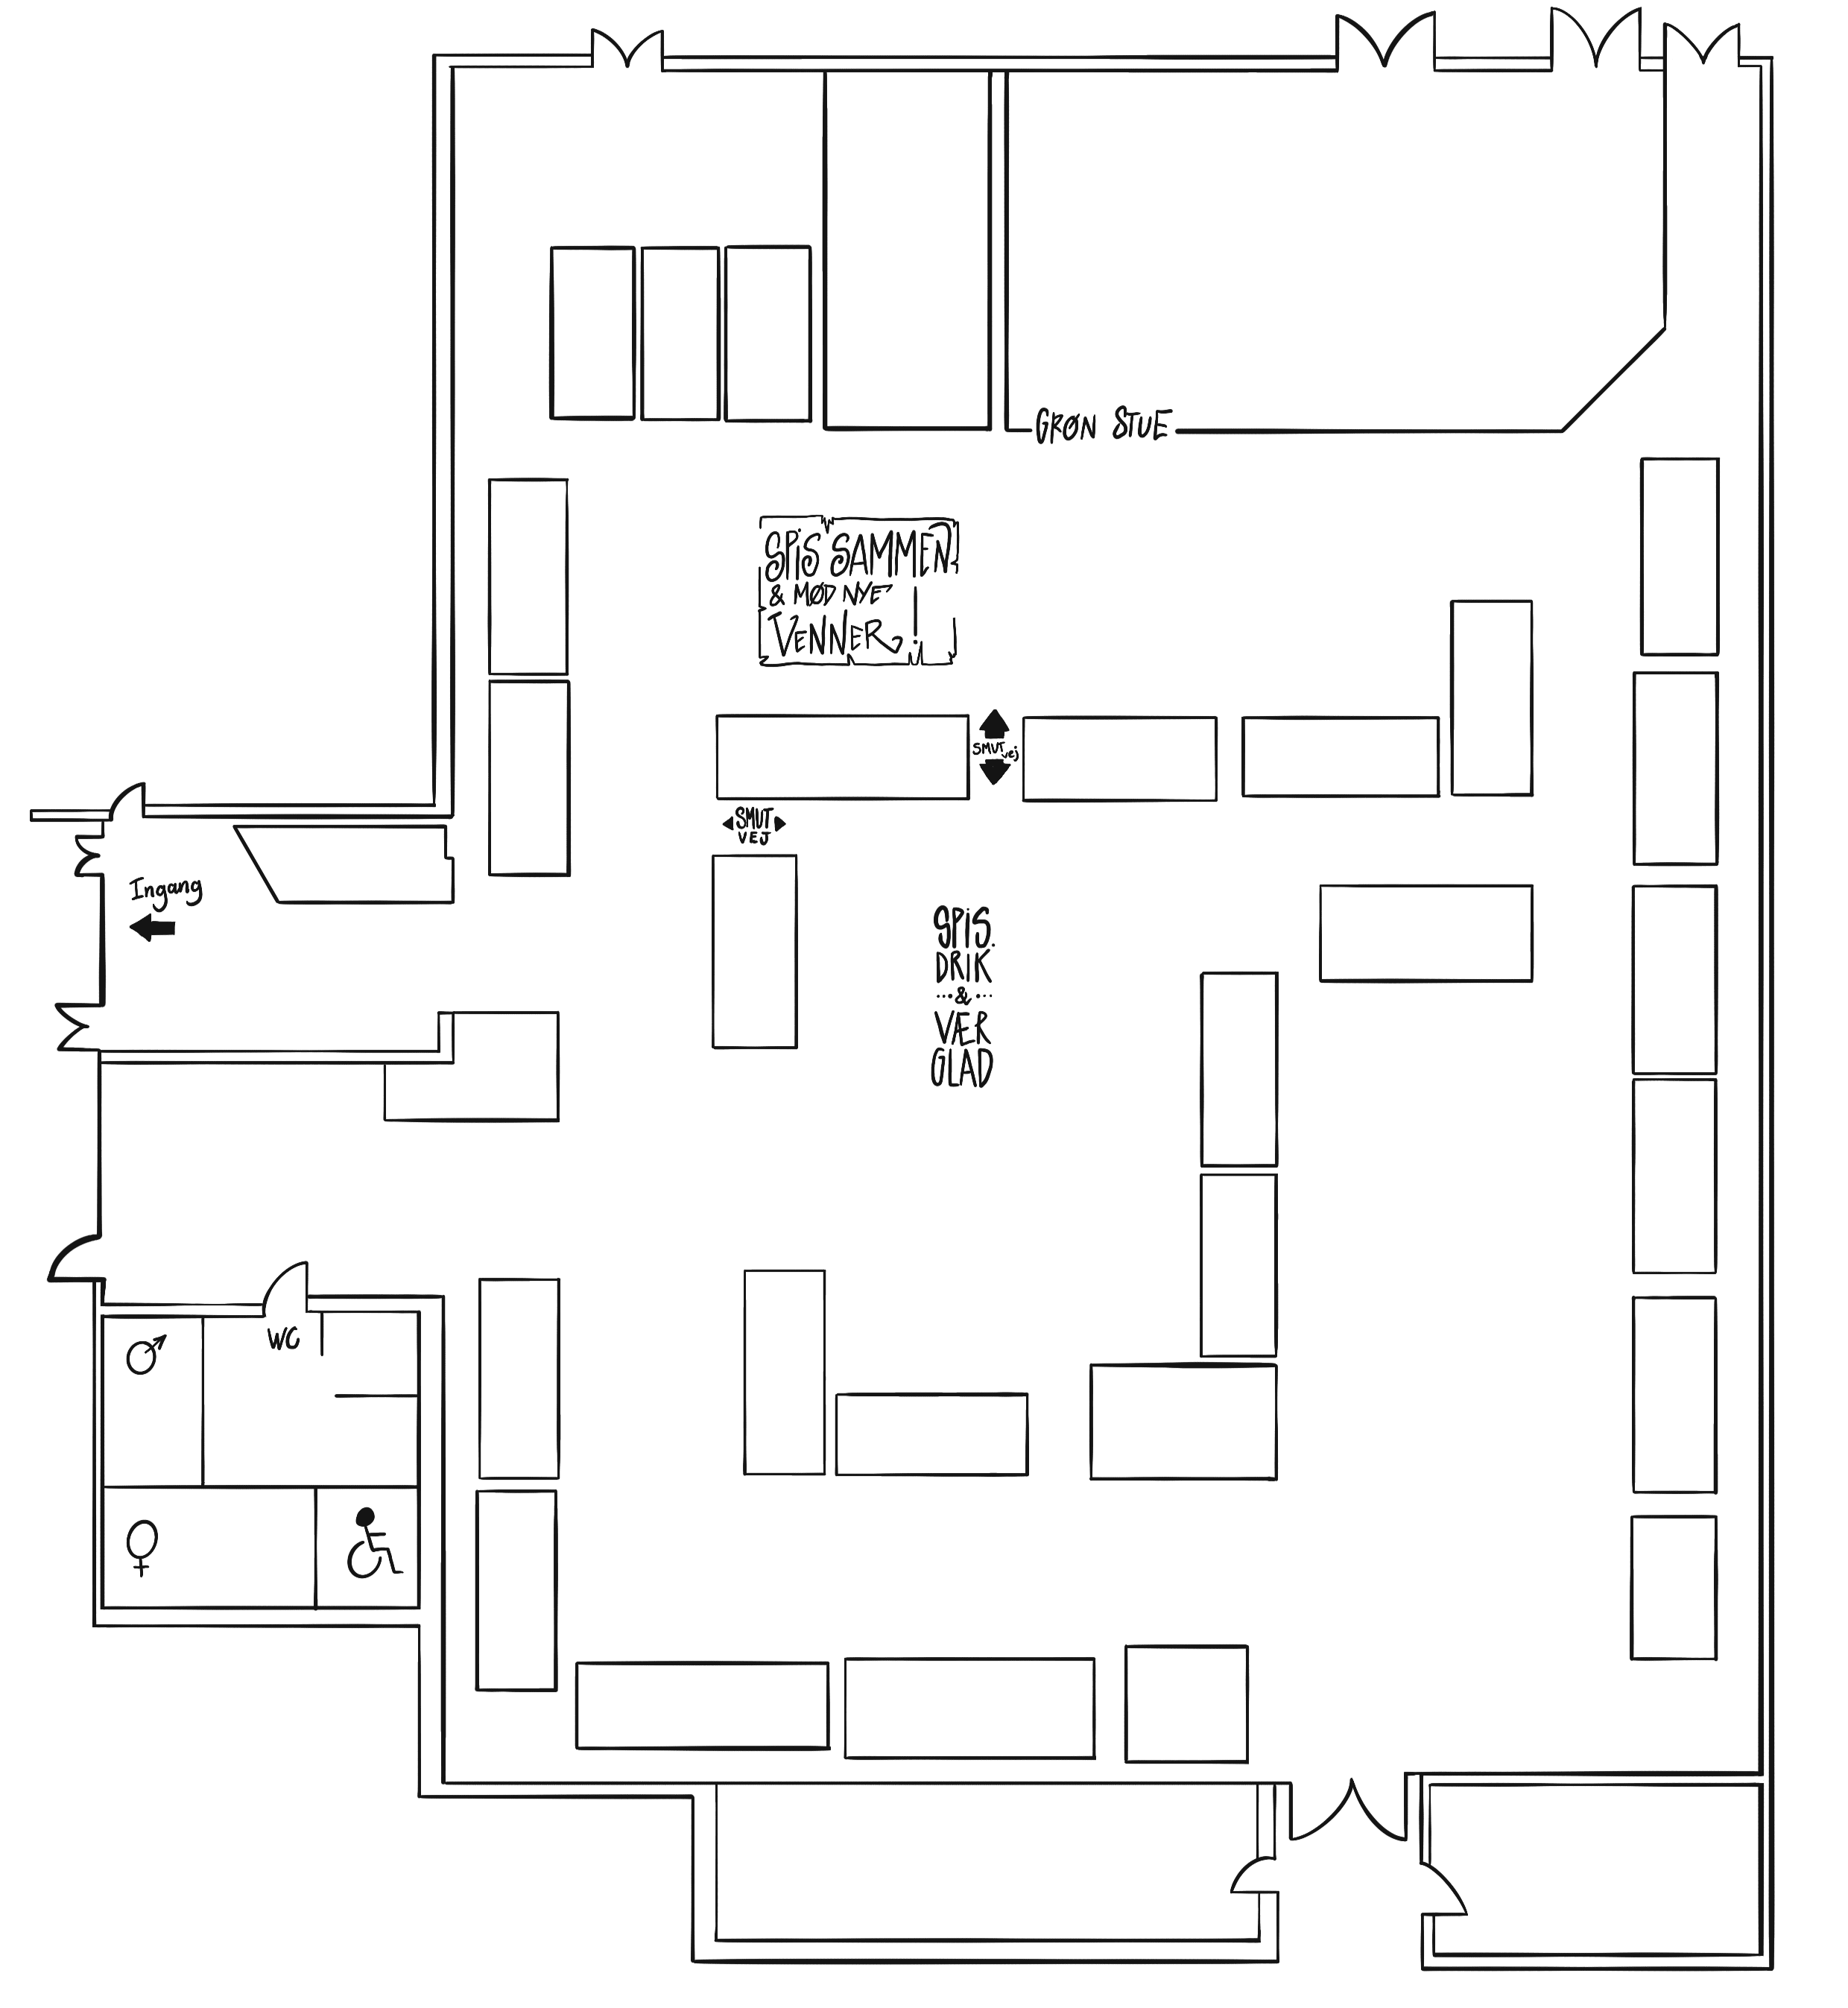 GRØN STUE
SPiS SAMMEN
& MØD NYE
VENNER!
SMUT
vej
SMUT
VEJ
Ingang
SPiS.
DRIK
...&...
VÆR
GLAD
WC